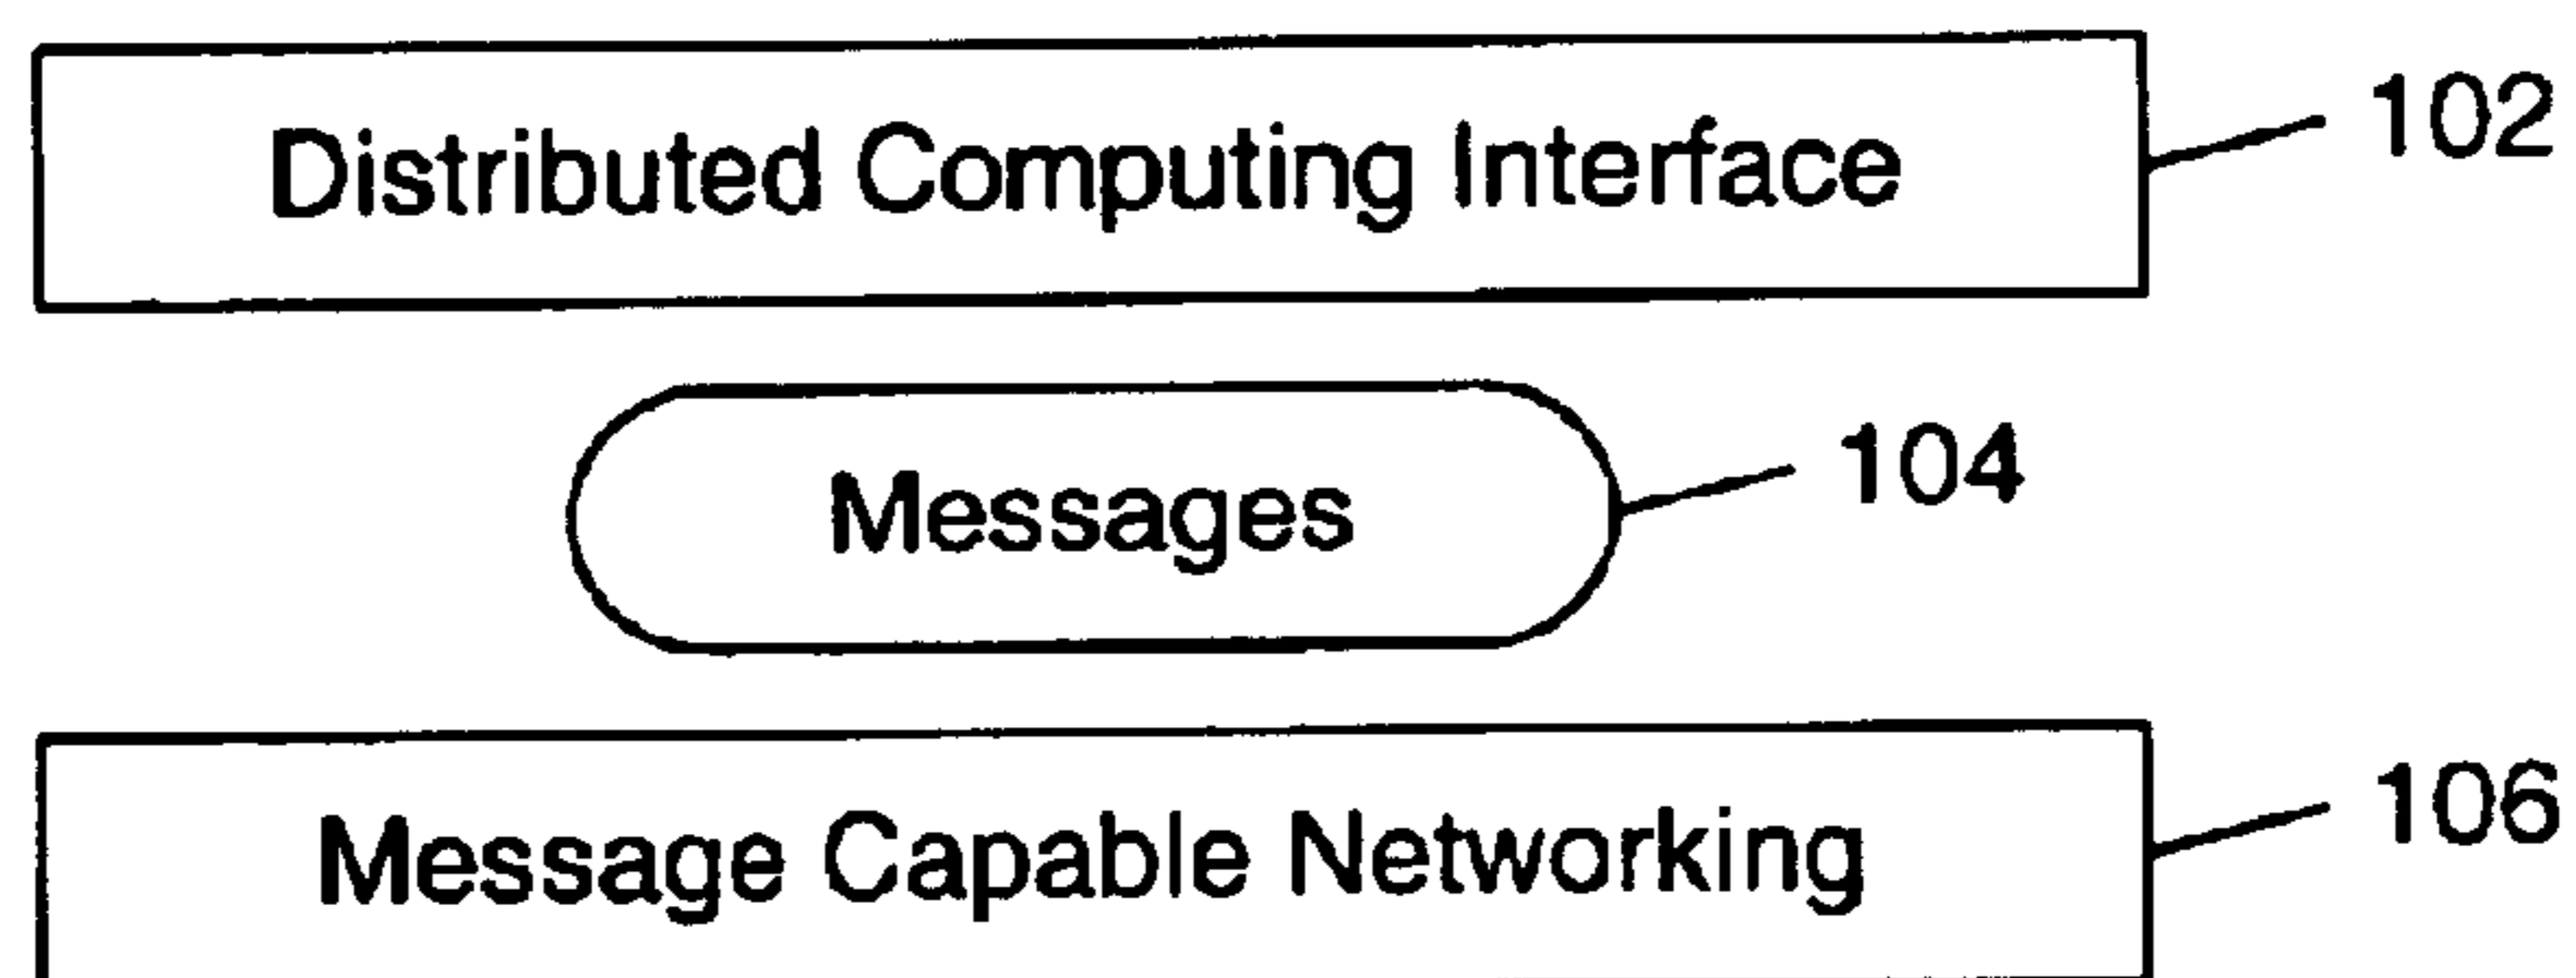 Distributed Computing Interface 102
Messages 104
Message Capable Networking 106